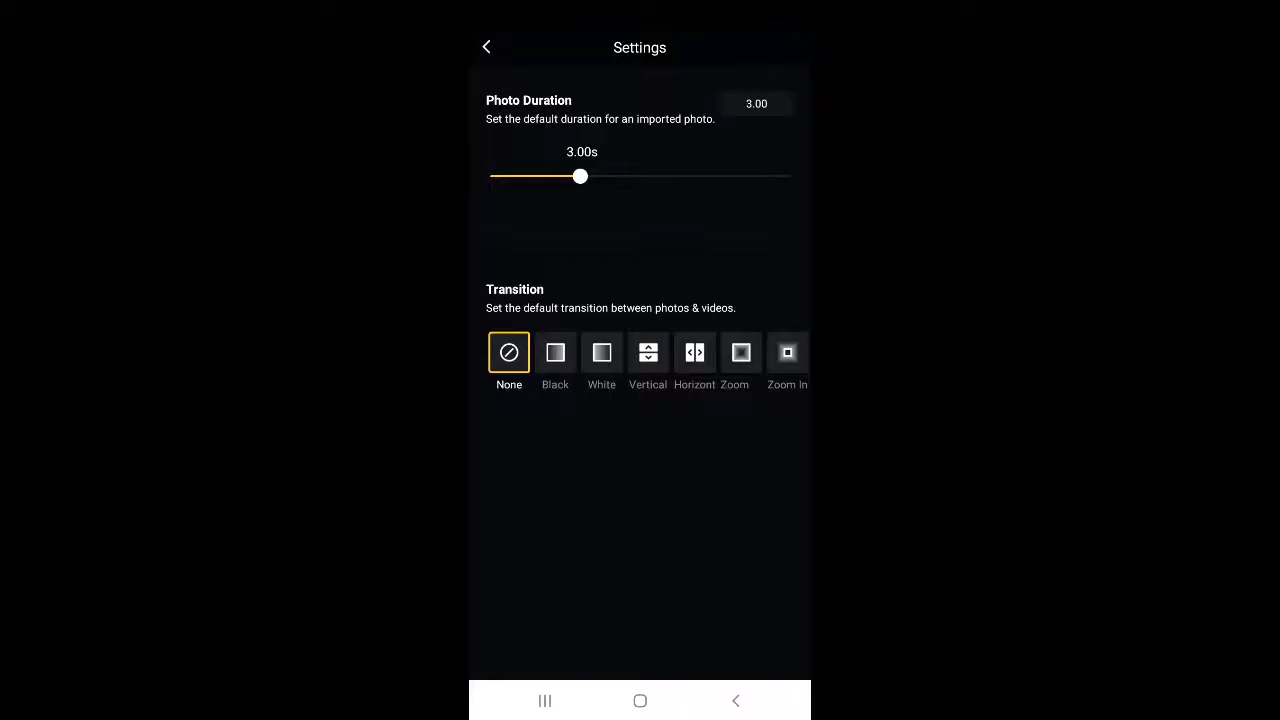 Settings
Photo Duration
3.00
Set the default duration for an imported photo.
3.00s
Transition
Set the default transition between photos & videos.
None Black White Vertical Horizont Zoom Zoom In